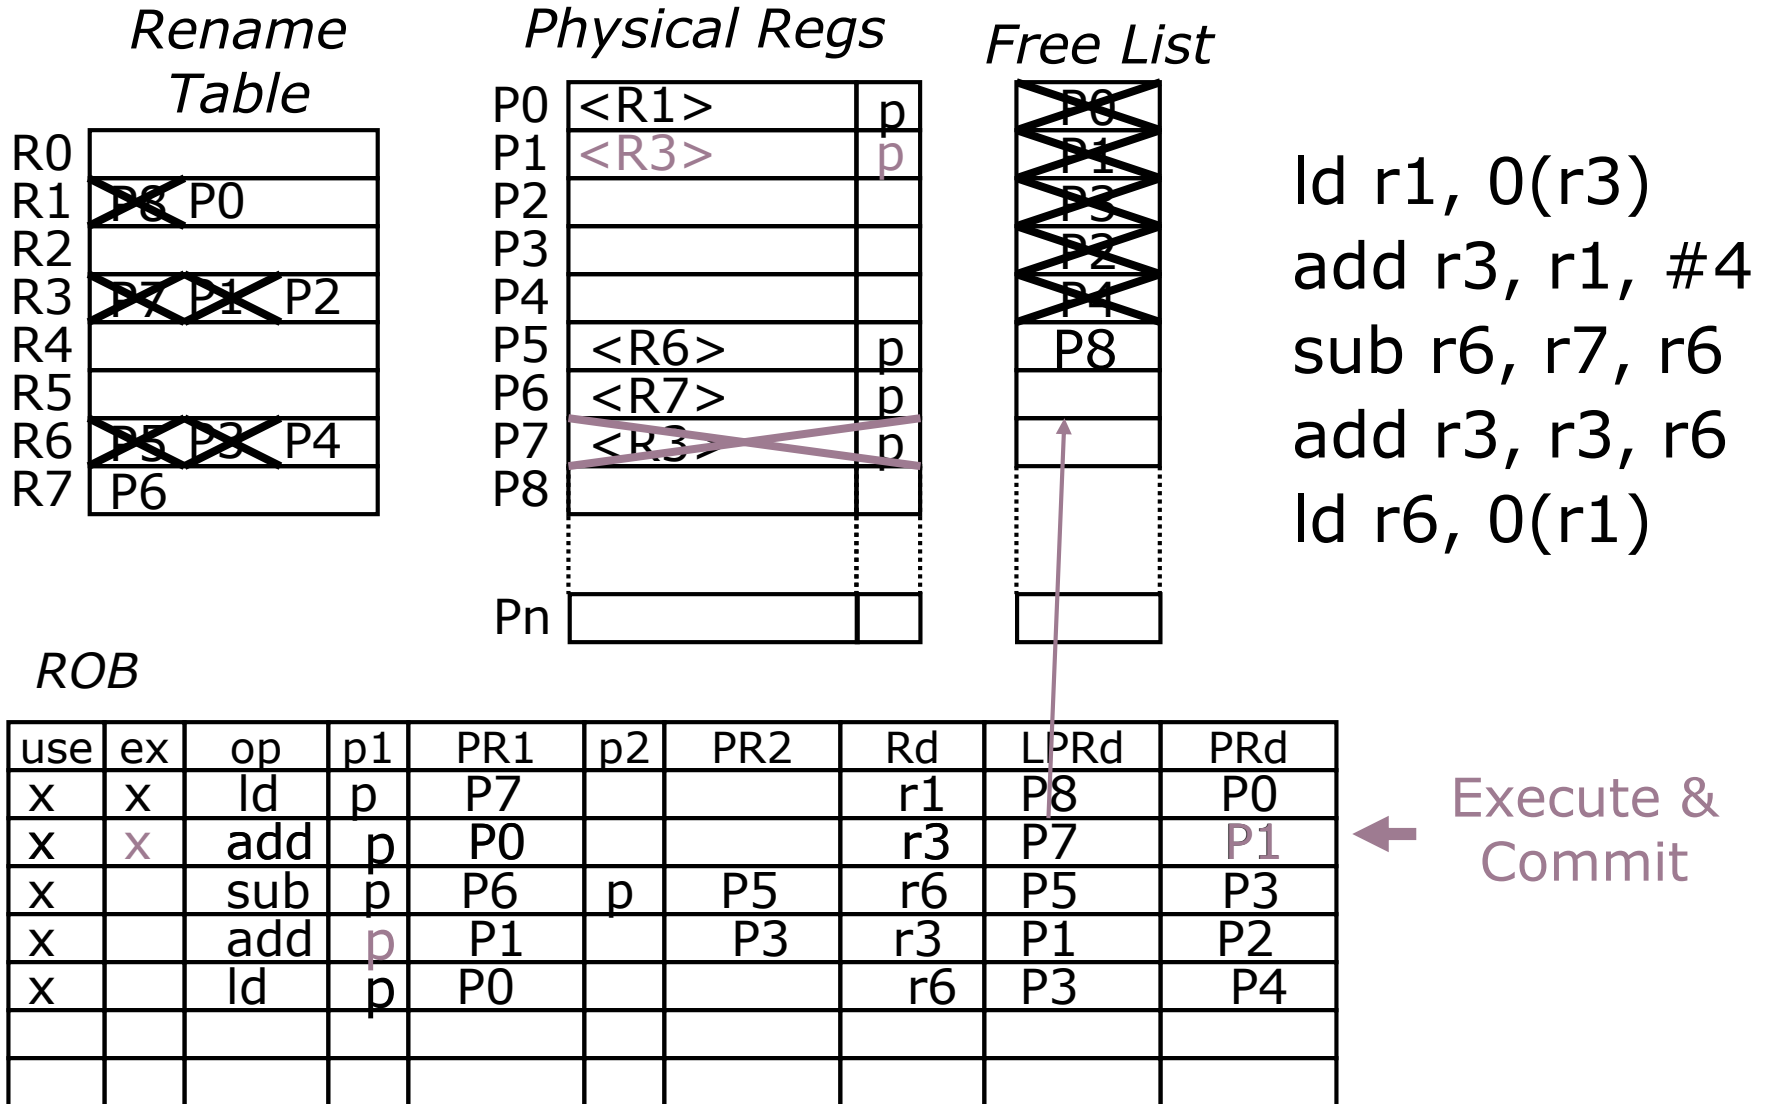 Rename
Table
Physical Regs
Free List
R0
R1 P8 P0
R2
R3 P7 P1 P2
R4
R5
R6 P5 P3 P4
R7 P6
P0 <R1> p
P1 <R3> p
P2
P3
P4
P5 <R6> p
P6 <R7> p
P7 <R3> p
P8
Pn
P0
P1
P3
P2
P4
P8
ld r1, 0(r3)
add r3, r1, #4
sub r6, r7, r6
add r3, r3, r6
ld r6, 0(r1)
ROB
use ex op p1 PR1 p2 PR2 Rd LPRd PRd
x x ld p P7 r1 P8 P0
x x add p P0 r3 P7 P1
x sub p P6 p P5 r6 P5 P3
x add p P1 P3 r3 P1 P2
x ld p P0 r6 P3 P4
Execute &
Commit